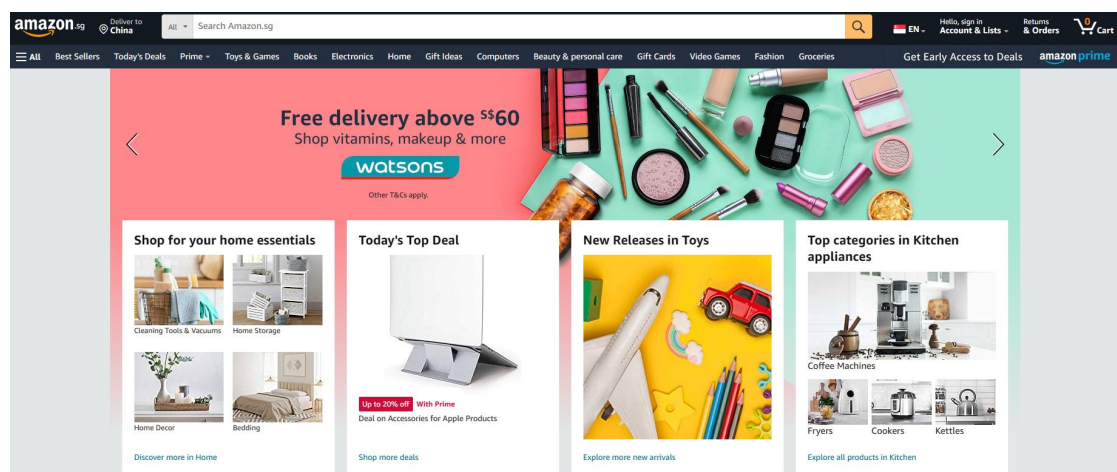 amazon.sg
Deliver to
China
All
Search Amazon.sg
EN
Hello, sign in
Account & Lists
Returns
& Orders
0
Cart
All
Best Sellers
Today's Deals
Prime
Toys & Games
Books
Electronics
Home
Gift Ideas
Computers
Beauty & personal care
Gift Cards
Video Games
Fashion
Groceries
Get Early Access to Deals
amazon prime
Free delivery above S$60
Shop vitamins, makeup & more
watsons
Other T&Cs apply.
Shop for your home essentials
Cleaning Tools & Vacuums
Home Storage
Home Decor
Bedding
Discover more in Home
Today's Top Deal
Up to 20% off With Prime
Deal on Accessories for Apple Products
Shop more deals
New Releases in Toys
Explore more new arrivals
Top categories in Kitchen
appliances
Coffee Machines
Fryers
Cookers
Kettles
Explore all products in Kitchen